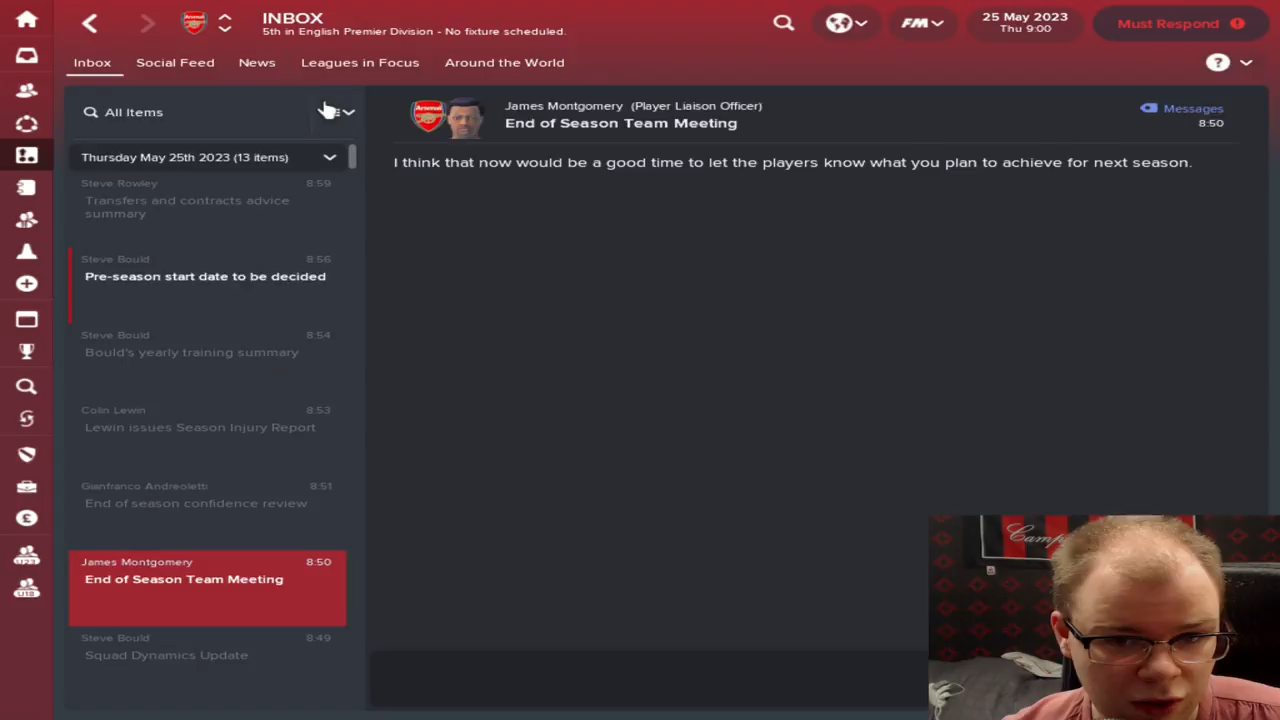 INBOX
5th in English Premier Division - No fixture scheduled.
FM
25 May 2023
Thu 9:00
Must Respond
Inbox
Social Feed
News
Leagues in Focus
Around the World
?
All Items
Thursday May 25th 2023 (13 items)
Steve Rowley 8:59
Transfers and contracts advice
summary
Steve Bould 8:56
Pre-season start date to be decided
Steve Bould 8:54
Bould's yearly training summary
Colin Lewin 8:53
Lewin issues Season Injury Report
Gianfranco Andreoletti 8:51
End of season confidence review
James Montgomery 8:50
End of Season Team Meeting
Steve Bould 8:49
Squad Dynamics Update
Arsenal
James Montgomery (Player Liaison Officer)
End of Season Team Meeting
Messages
8:50
I think that now would be a good time to let the players know what you plan to achieve for next season.
U23
U18